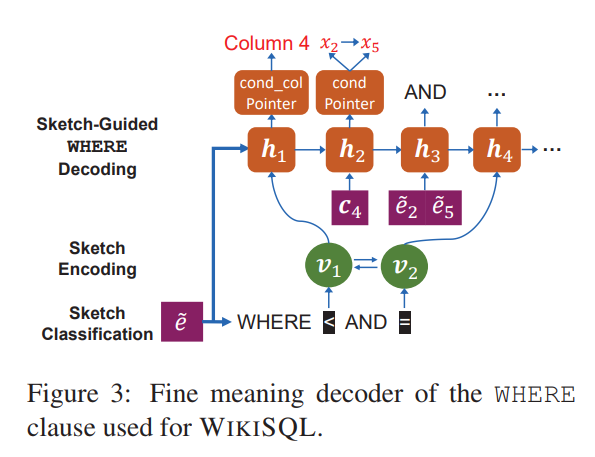 Column 4 x2→x5
cond_col Pointer
cond Pointer
AND
...
Sketch-Guided
WHERE
Decoding
h1
h2
h3
h4
...
c4
ẽ2 ẽ5
Sketch
Encoding
v1
v2
Sketch
Classification
ẽ
WHERE < AND =
Figure 3: Fine meaning decoder of the WHERE
clause used for WIKISQL.